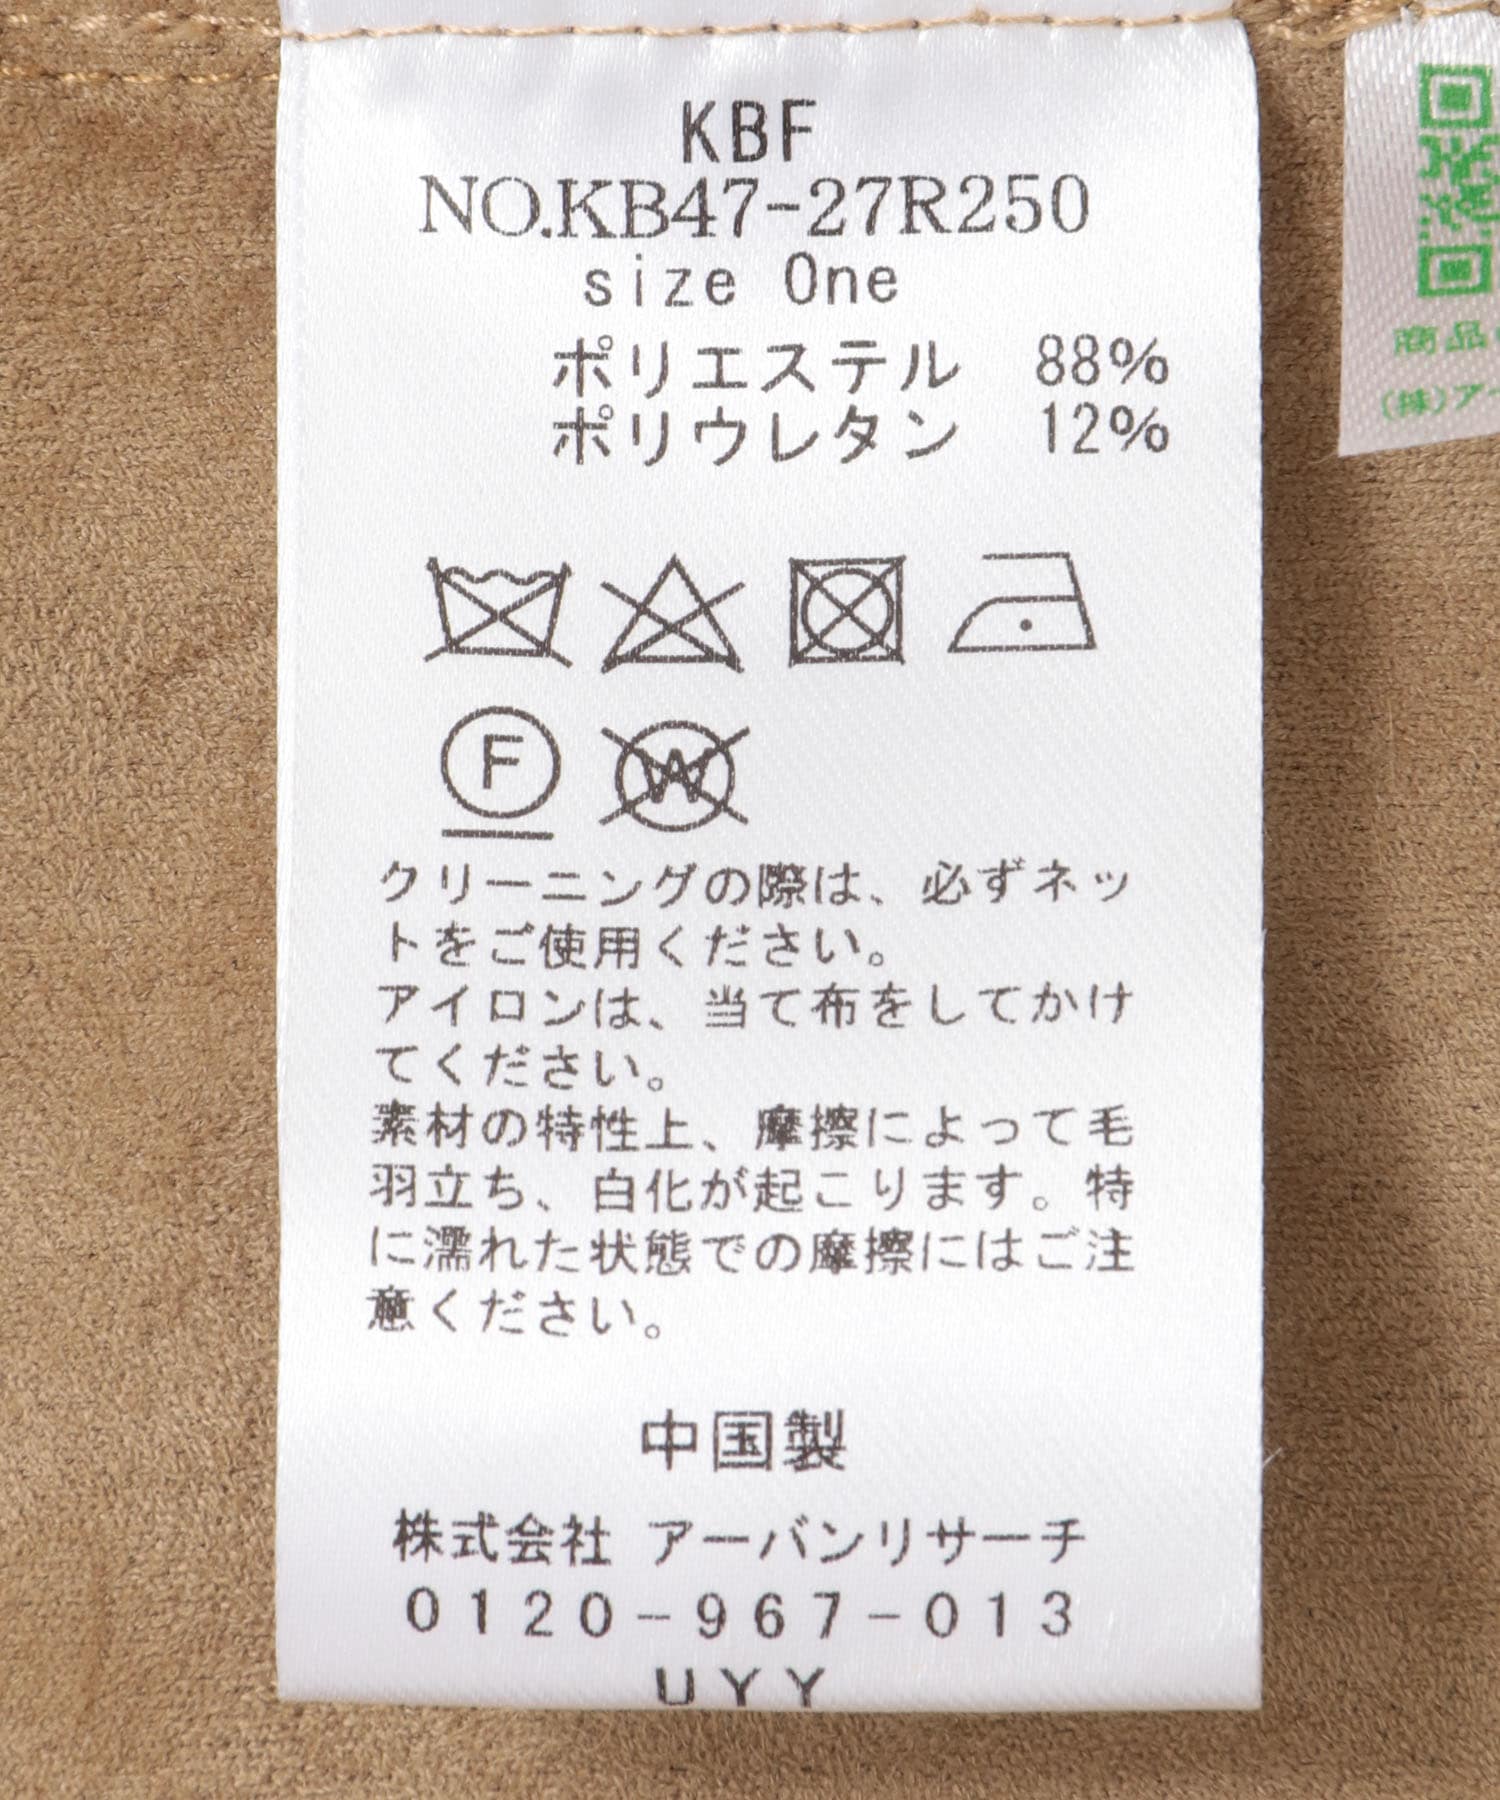 KBF
NO.KB47-27R250
size One
ポリエステル 88%
ポリウレタン 12%
F
W
クリーニングの際は、必ずネッ
トをご使用ください。
アイロンは、当て布をしてかけ
てください。
素材の特性上、摩擦によって毛
羽立ち、白化が起こります。特
に濡れた状態での摩擦にはご注
意ください。
中国製
株式会社 アーバンリサーチ
0120-967-013
UYY
商品
(株)ア